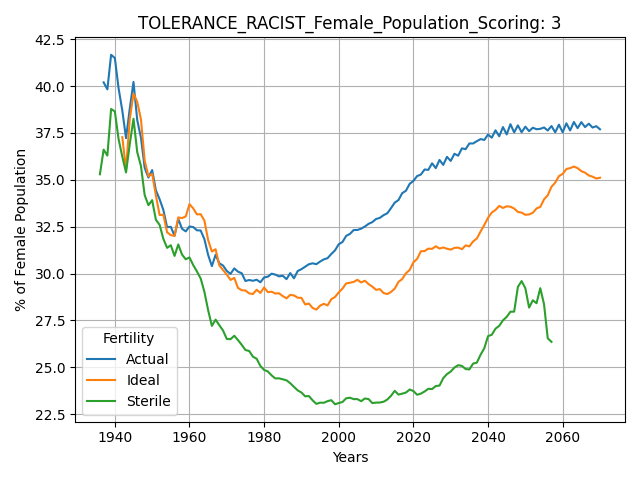 TOLERANCE_RACIST_Female_Population_Scoring: 3
% of Female Population
42.5
40.0
37.5
35.0
32.5
30.0
27.5
25.0
22.5
Fertility
Actual
Ideal
Sterile
1940 1960 1980 2000 2020 2040 2060
Years